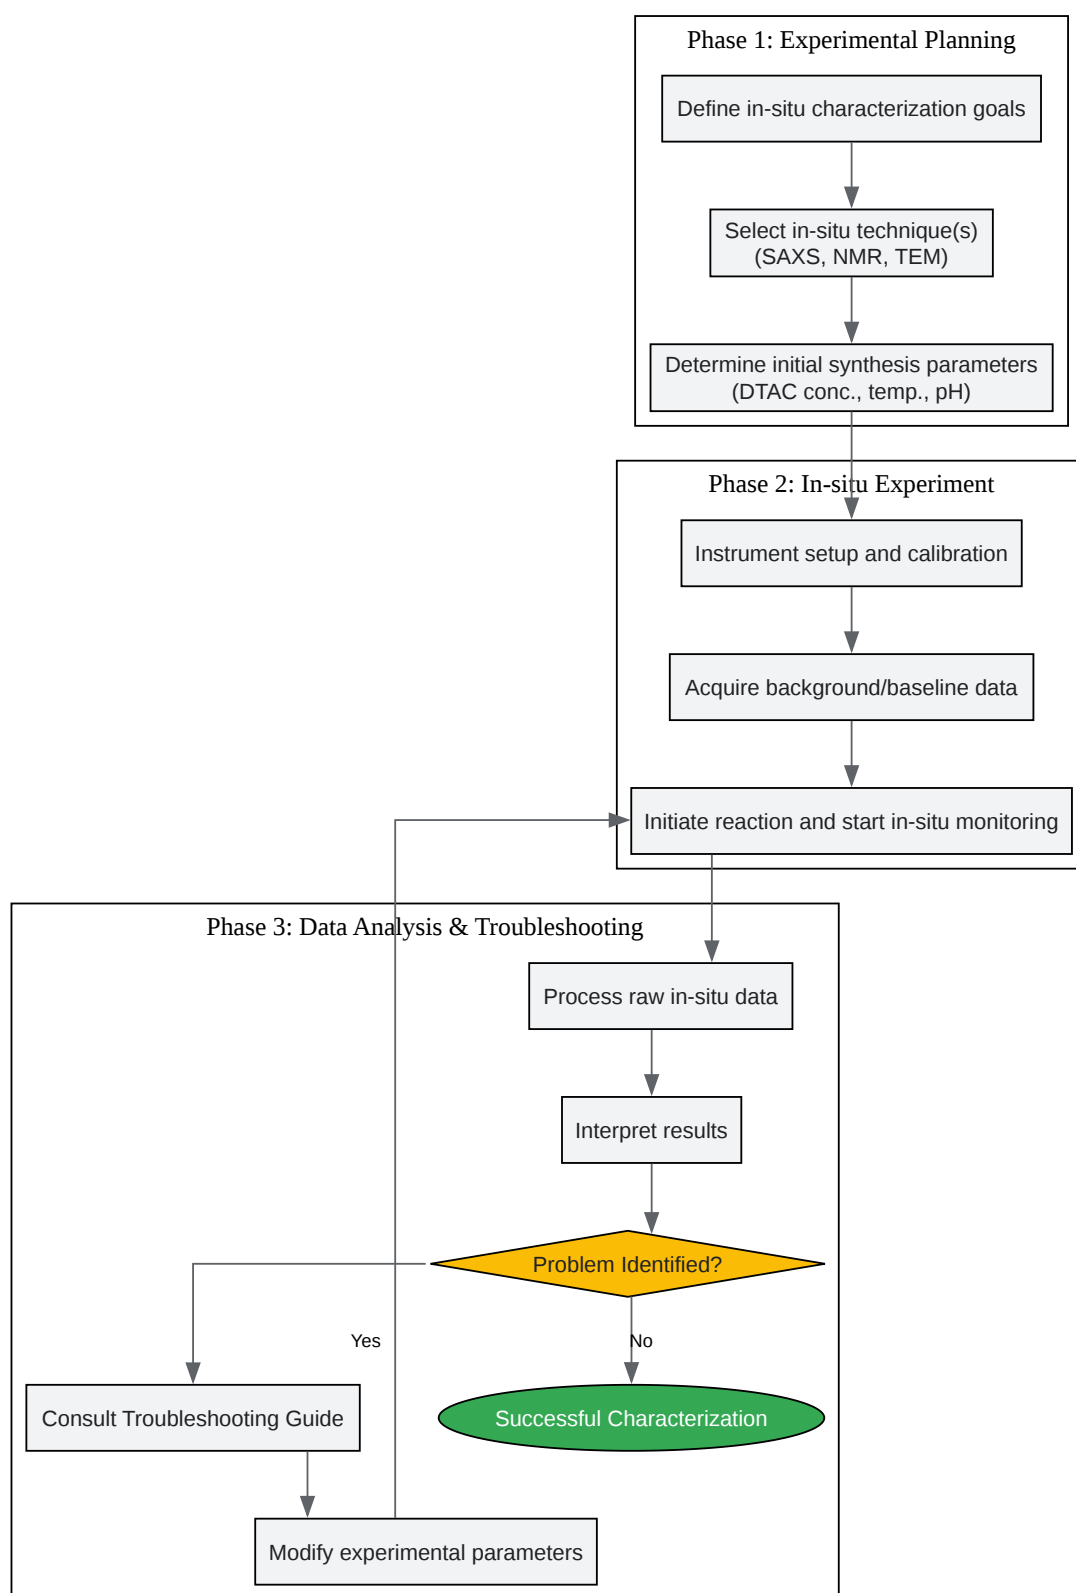 Phase 1: Experimental Planning
Define in-situ characterization goals
Select in-situ technique(s)
(SAXS, NMR, TEM)
Determine initial synthesis parameters
(DTAC conc., temp., pH)
Phase 2: In-situ Experiment
Instrument setup and calibration
Acquire background/baseline data
Initiate reaction and start in-situ monitoring
Phase 3: Data Analysis & Troubleshooting
Process raw in-situ data
Interpret results
Problem Identified?
Yes
No
Consult Troubleshooting Guide
Successful Characterization
Modify experimental parameters